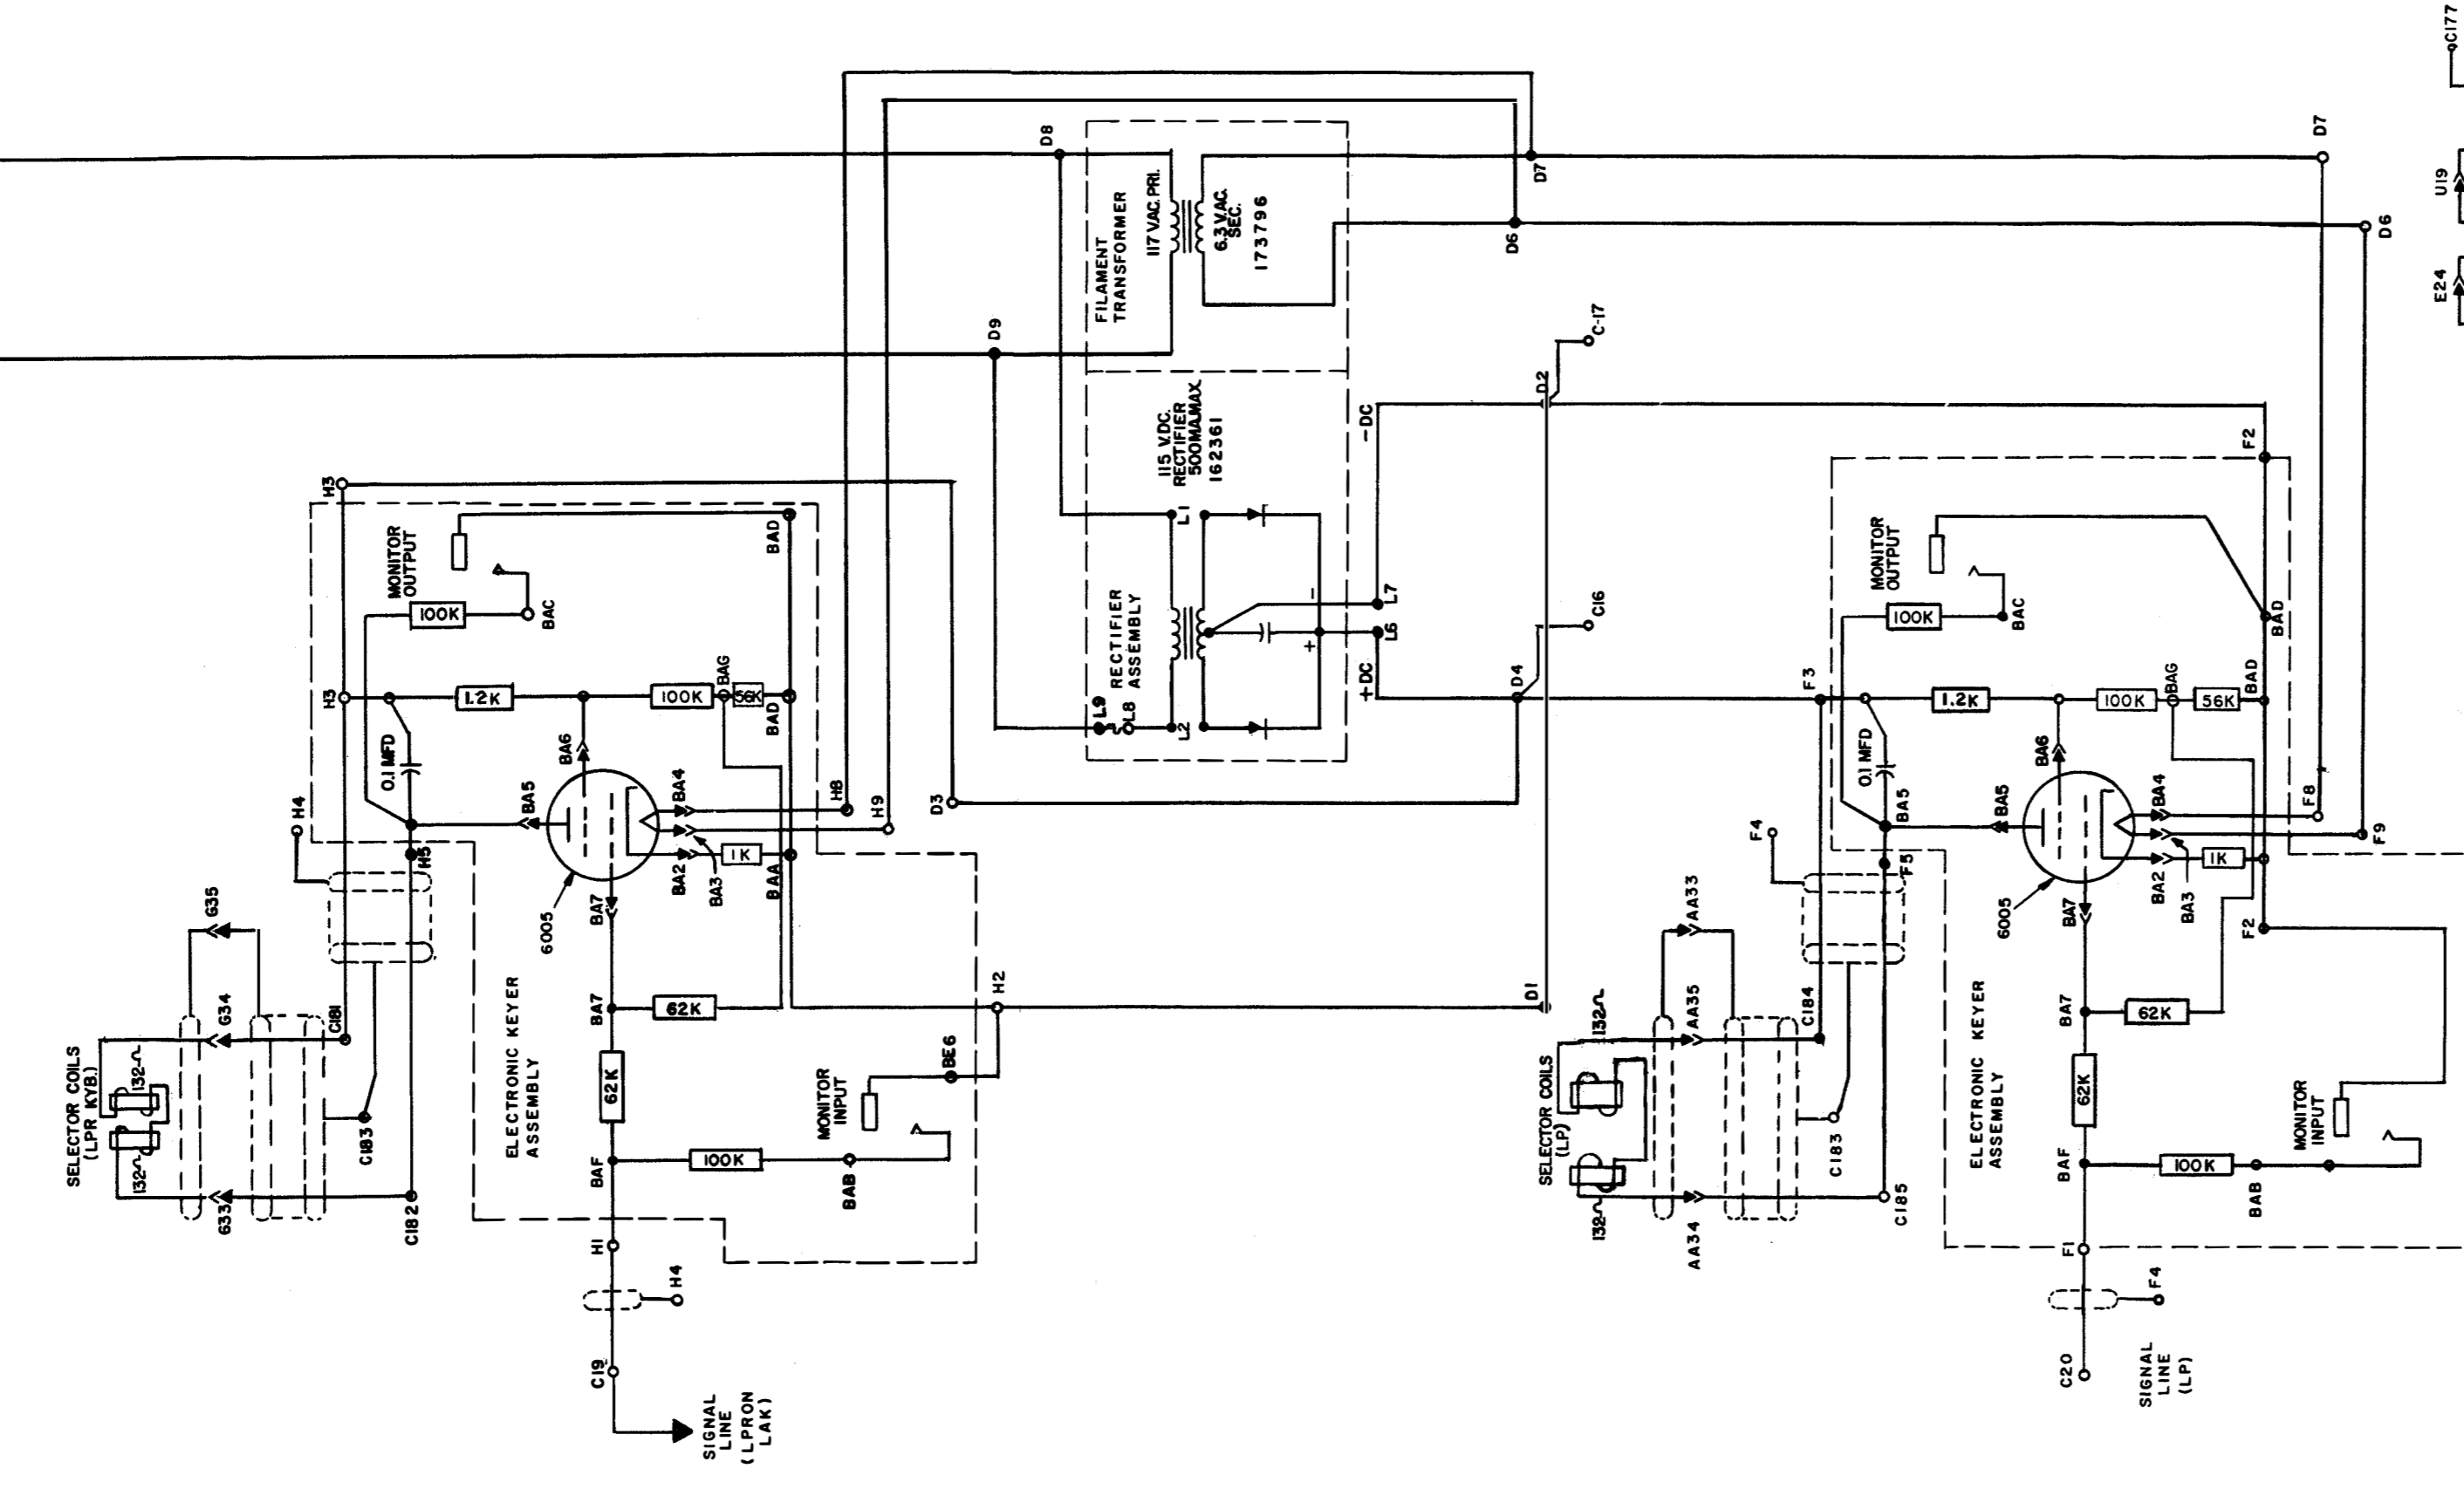 C177
D8
D7
D7
U19
117 V.AC. PRI.
FILAMENT
TRANSFORMER
6.3 V.AC.
SEC.
173796
D6
D6
E24
D9
C-17
D2
115 V.DC.
RECTIFIER
500MA.MAX
162361
-DC
F2
H3
MONITOR
OUTPUT
BAD
L1
MONITOR
OUTPUT
100K
BAC
RECTIFIER
ASSEMBLY
-
L7
C16
100K
BAC
BAD
H3
1.2K
100K
BAG
56K
BAD
L9
L8
L2
+
L6
+DC
D4
F3
1.2K
100K
BAG
56K
BAD
0.1 MFD
BA6
0.1 MFD
BA6
H4
BA5
BA4
H8
H9
D3
F4
BA5
BA5
BA4
F8
F9
H5
1K
F5
1K
BA2
BA3
BAA
BA2
BA3
G35
6005
BA7
AA33
6005
BA7
F2
SELECTOR COILS
(LPR KYB.)
G34
C181
BA7
62K
H2
D1
132Ω
AA35
C184
BA7
62K
132Ω
ELECTRONIC KEYER
ASSEMBLY
62K
BE6
SELECTOR COILS
(LP)
ELECTRONIC KEYER
ASSEMBLY
62K
MONITOR
INPUT
MONITOR
INPUT
132Ω
C183
BAF
100K
BAB
C183
BAF
100K
BAB
G33
C182
132Ω
AA34
C185
H1
H4
F1
F4
C19
C20
SIGNAL
LINE
(LPRON
LAK)
SIGNAL
LINE
(LP)